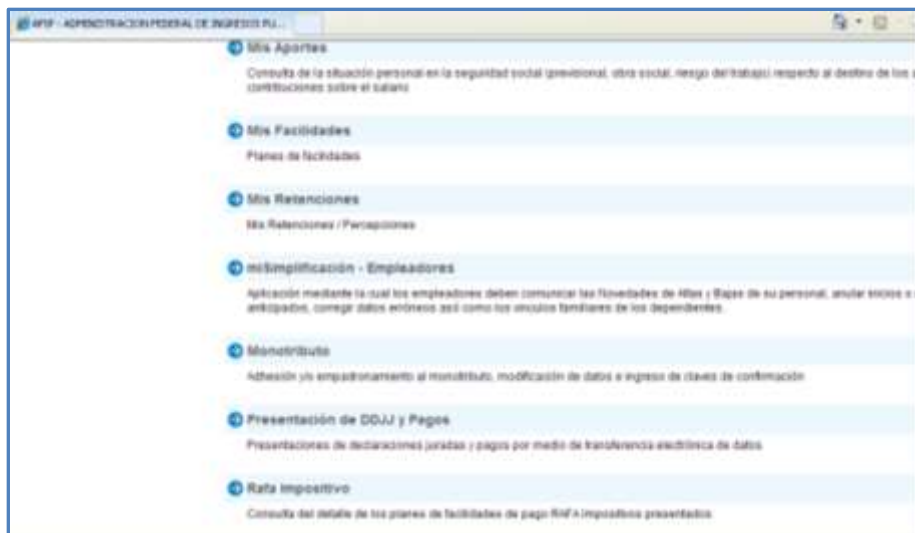 AFIP - ADMINISTRACION FEDERAL DE INGRESOS PU...
Mis Aportes
Consulta de la situación personal en la seguridad social (previsional, obra social, riesgo del trabajo) respecto al destino de los a
contribuciones sobre el salario
Mis Facilidades
Planes de facilidades
Mis Retenciones
Mis Retenciones / Percepciones
miSimplificación - Empleadores
Aplicación mediante la cual los empleadores deben comunicar las Novedades de Altas y Bajas de su personal, anular inicios o
anticipados, corregir datos erróneos asó como los vinculos familiares de los dependientes.
Monotributo
Adhesión y/o empadronamiento al monotributo, modificación de datos e ingreso de claves de confirmación
Presentación de DDJJ y Pagos
Presentaciones de declaraciones juradas y pagos por medio de transferencia electrónica de datos
Rafa Impositivo
Consulta del detalle de los planes de facilidades de pago RAFA Impositivos presentados